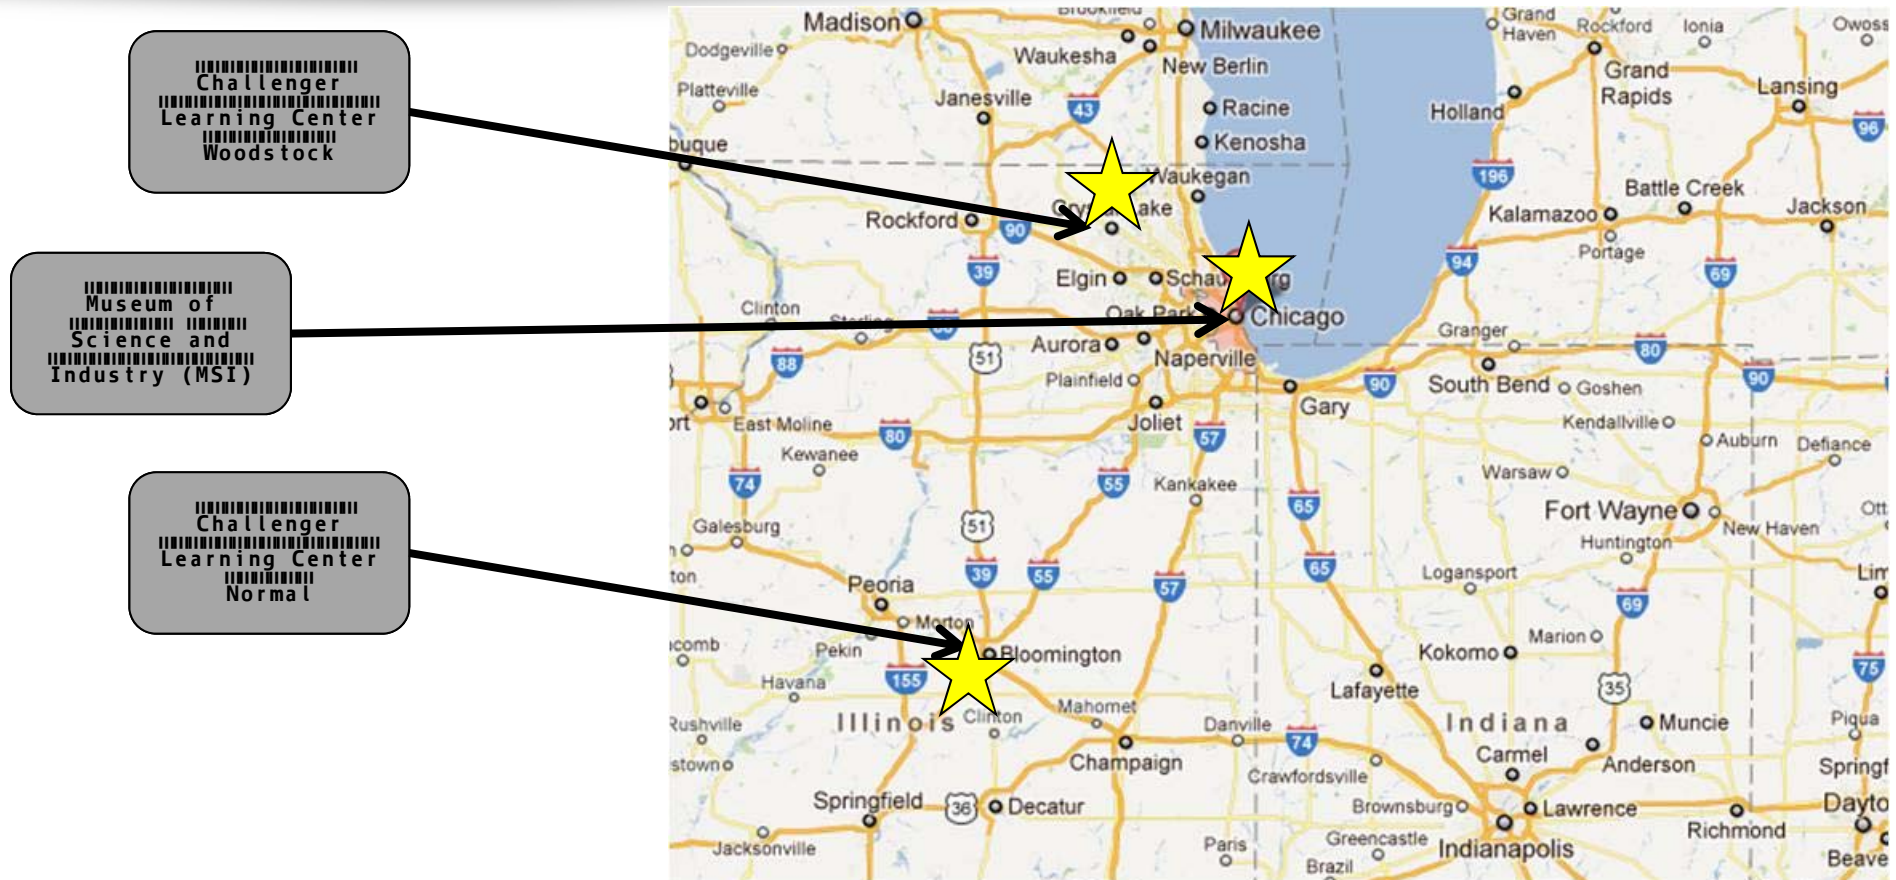 Challenger
Learning Center
Woodstock
Museum of
Science and
Industry (MSI)
Challenger
Learning Center
Normal
Madison
Milwaukee
Grand
Haven
Rockford
Ionia
Dodgeville
Waukesha
New Berlin
Grand
Rapids
Lansing
Platteville
Janesville
43
Racine
Holland
96
Kenosha
buque
Waukegan
196
Battle Creek
Rockford
90
Kalamazoo
Jackson
Portage
39
Elgin
94
69
Clinton
Oak Park
Chicago
Granger
Aurora
Naperville
88
51
80
Plainfield
90
South Bend
Goshen
90
Gary
Kendallville
East Moline
80
Joliet
57
Auburn
Defiance
Kewanee
74
55
Kankakee
Warsaw
65
Galesburg
51
Fort Wayne
New Haven
Huntington
Peoria
39
55
57
65
Logansport
69
Morton
Marion
Pekin
Bloomington
Kokomo
75
155
Havana
Lafayette
35
Rushville
Illinois
Clinton
Mahomet
Danville
Indiana
Muncie
Piqua
74
Carmel
Champaign
Crawfordsville
Anderson
Springfield
36
Decatur
Brownsburg
Lawrence
Richmond
Jacksonville
Paris
Greencastle
Indianapolis
Brazil